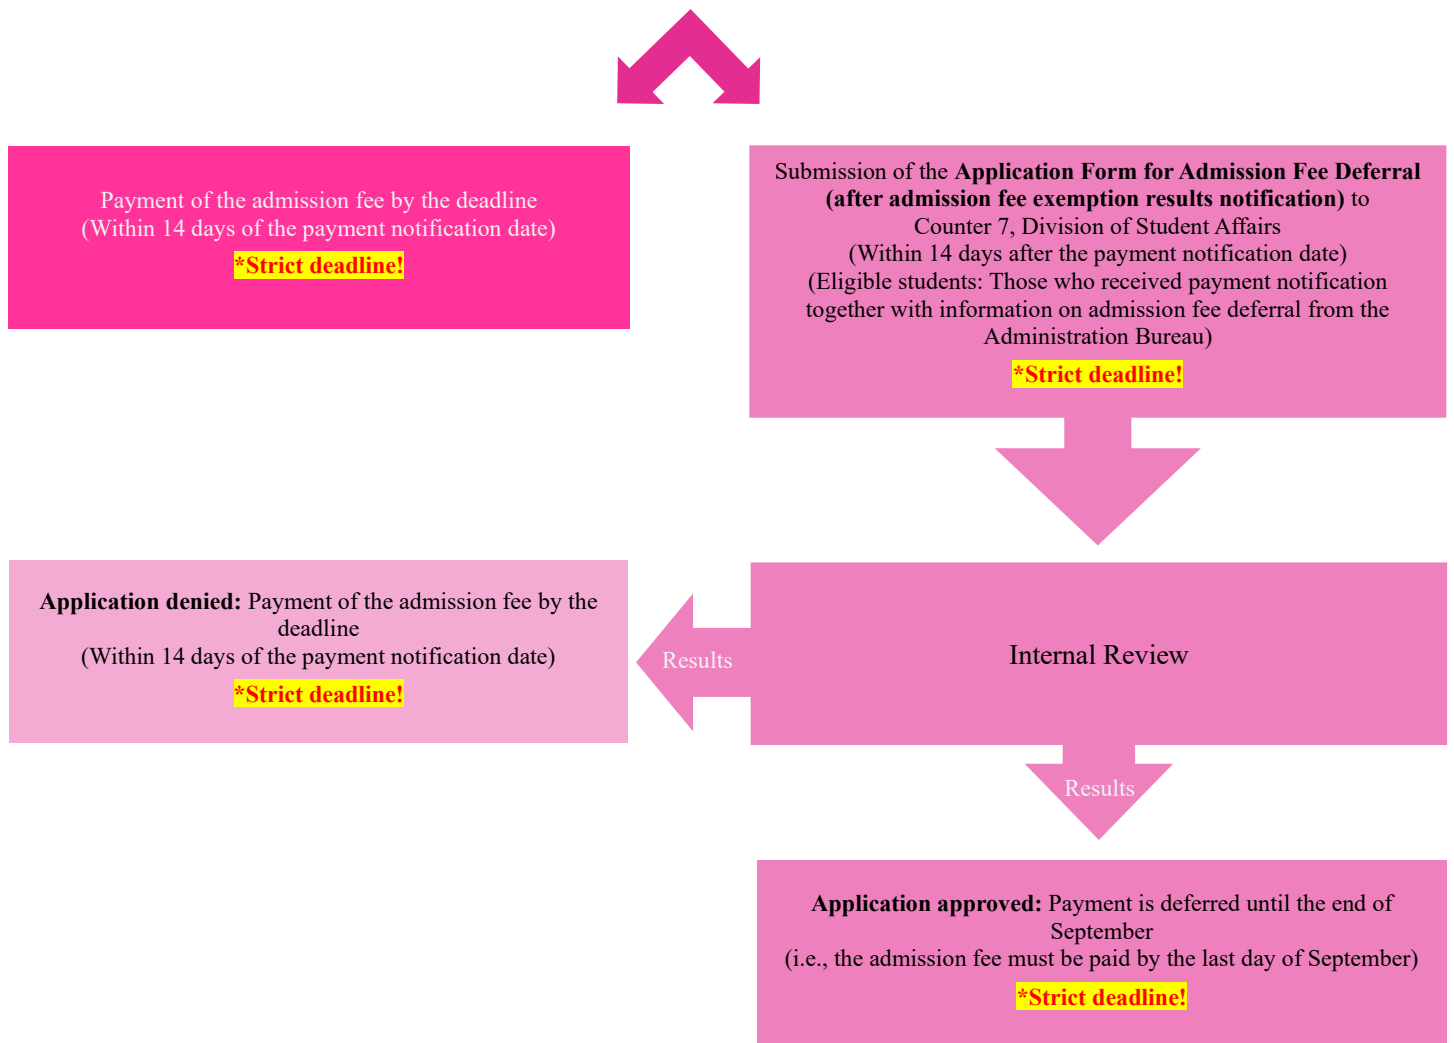 Payment of the admission fee by the deadline
(Within 14 days of the payment notification date)
*Strict deadline!
Submission of the Application Form for Admission Fee Deferral
(after admission fee exemption results notification) to
Counter 7, Division of Student Affairs
(Within 14 days after the payment notification date)
(Eligible students: Those who received payment notification
together with information on admission fee deferral from the
Administration Bureau)
*Strict deadline!
Application denied: Payment of the admission fee by the
deadline
(Within 14 days of the payment notification date)
*Strict deadline!
Results
Internal Review
Results
Application approved: Payment is deferred until the end of
September
(i.e., the admission fee must be paid by the last day of September)
*Strict deadline!